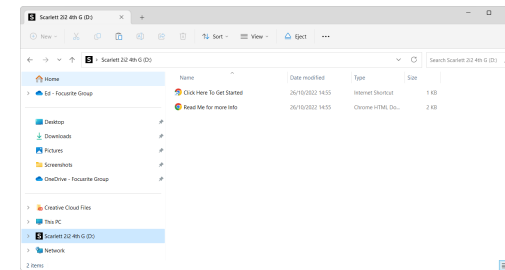 Scarlett 2i2 4th G (D:)
New Sort View Eject
Scarlett 2i2 4th G (D:) Search Scarlett 2i2 4th G (D:)
Home
Ed - Focusrite Group
Desktop
Downloads
Pictures
Screenshots
OneDrive - Focusrite Group
Creative Cloud Files
This PC
Scarlett 2i2 4th G (D:)
Network
Name Date modified Type Size
Click Here To Get Started 26/10/2022 14:53 Internet Shortcut 1 KB
Read Me for more Info 26/10/2022 14:55 Chrome HTML Do... 2 KB
2 items